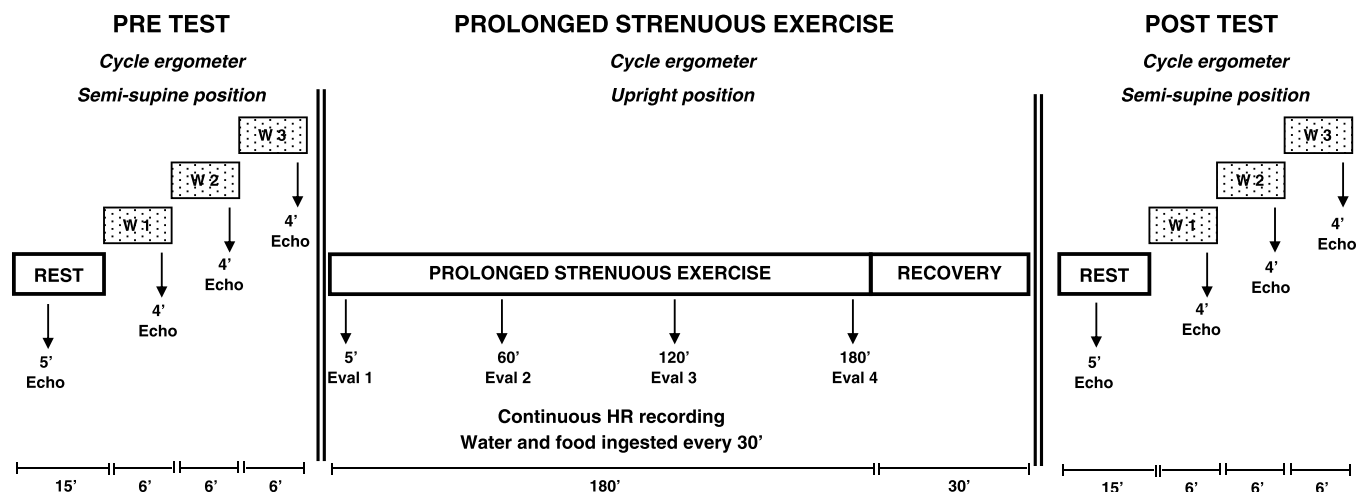 PRE TEST
Cycle ergometer
Semi-supine position
W 3
W 2
W 1
REST
4'
Echo
4'
Echo
4'
Echo
5'
Echo
15'
6'
6'
6'
PROLONGED STRENUOUS EXERCISE
Cycle ergometer
Upright position
PROLONGED STRENUOUS EXERCISE
RECOVERY
5'
Eval 1
60'
Eval 2
120'
Eval 3
180'
Eval 4
Continuous HR recording
Water and food ingested every 30'
180'
30'
POST TEST
Cycle ergometer
Semi-supine position
W 3
W 2
W 1
REST
4'
Echo
4'
Echo
4'
Echo
5'
Echo
15'
6'
6'
6'